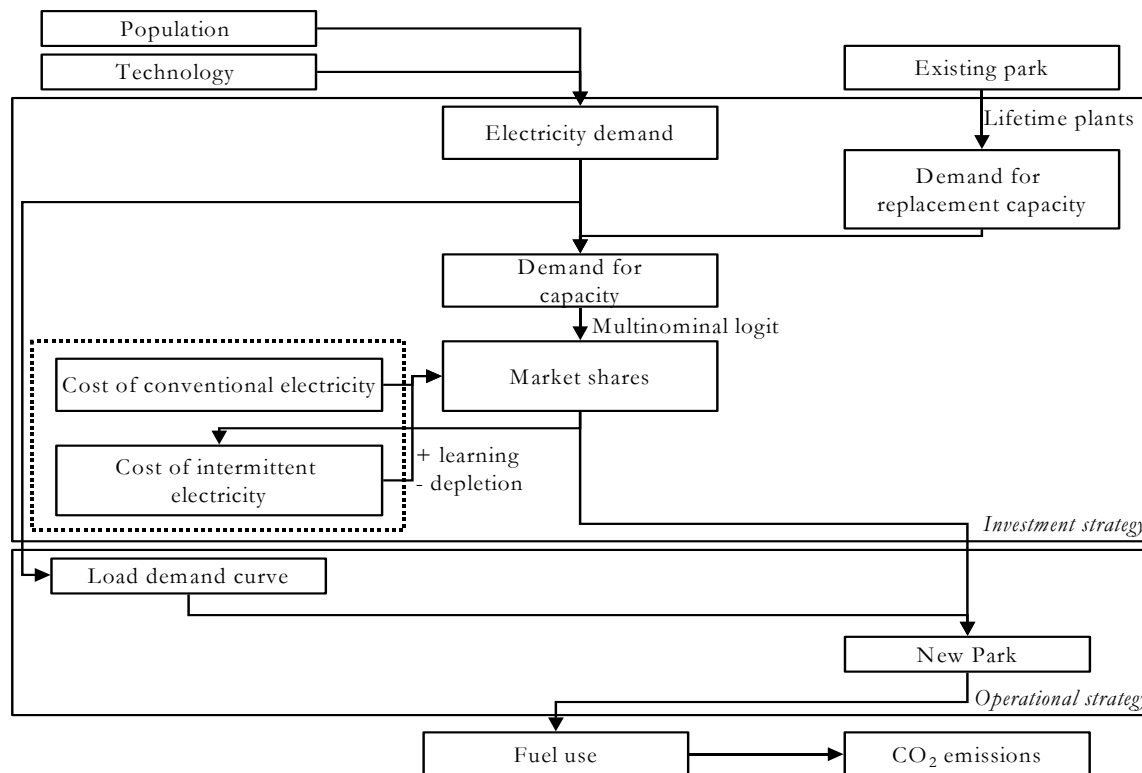 Population
Technology
Existing park
Lifetime plants
Electricity demand
Demand for
replacement capacity
Demand for
capacity
Multinominal logit
Cost of conventional electricity
Market shares
Cost of intermittent
electricity
+ learning
- depletion
Investment strategy
Load demand curve
New Park
Operational strategy
Fuel use
CO₂ emissions